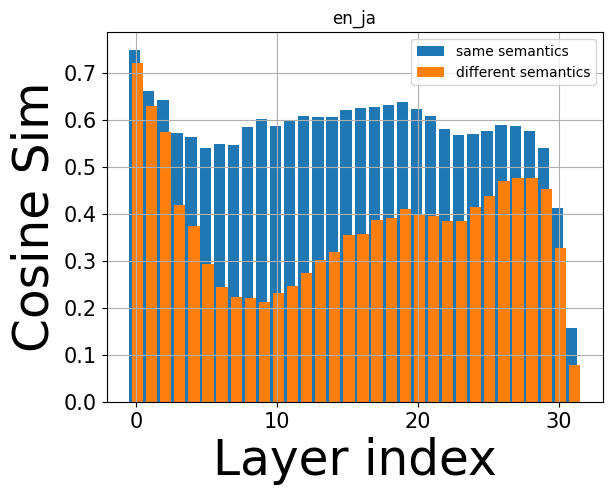 en_ja
same semantics
different semantics
Cosine Sim
0.7
0.6
0.5
0.4
0.3
0.2
0.1
0.0
0 10 20 30
Layer index